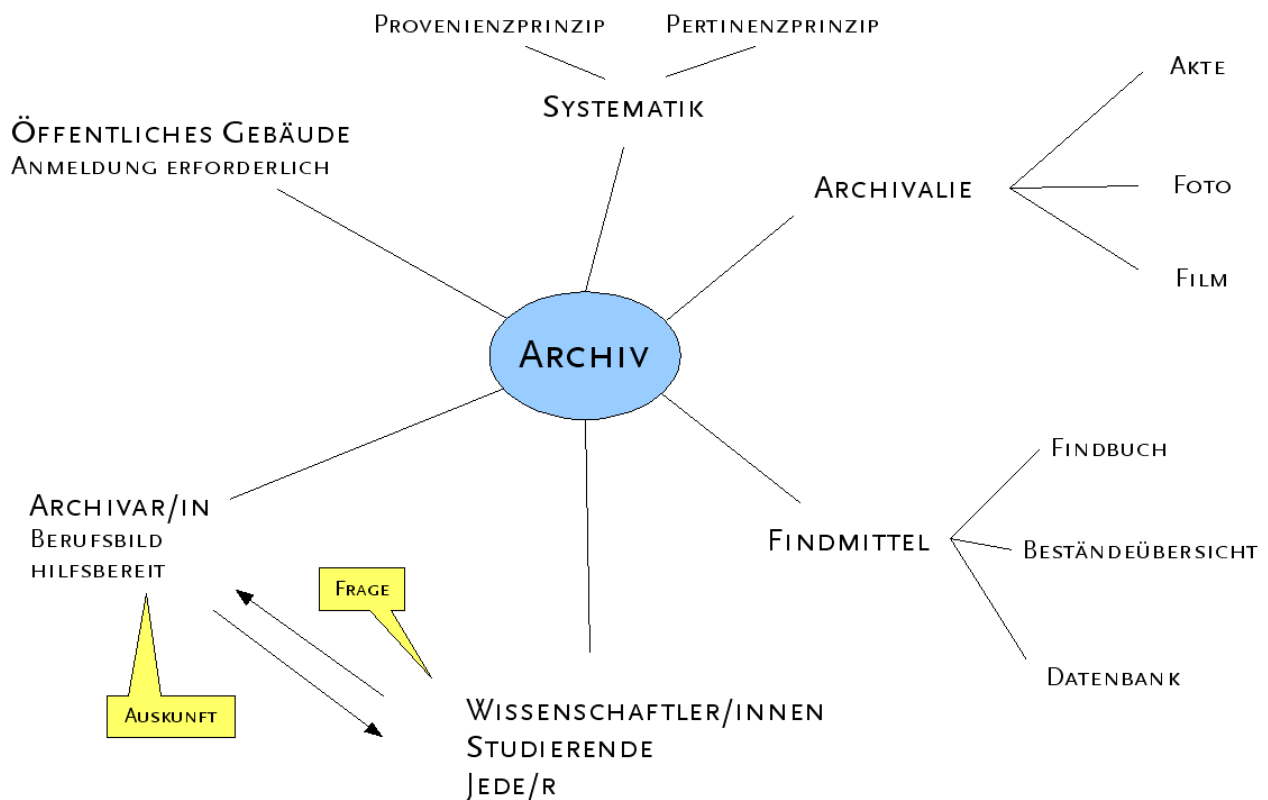 Provenienzprinzip
Pertinenzprinzip
Systematik
Akte
Öffentliches Gebäude
Anmeldung erforderlich
Archivalie
Foto
Film
Archiv
Findbuch
Archivar/in
Berufsbild
hilfsbereit
Findmittel
Beständeübersicht
Frage
Datenbank
Auskunft
Wissenschaftler/innen
Studierende
Jede/r